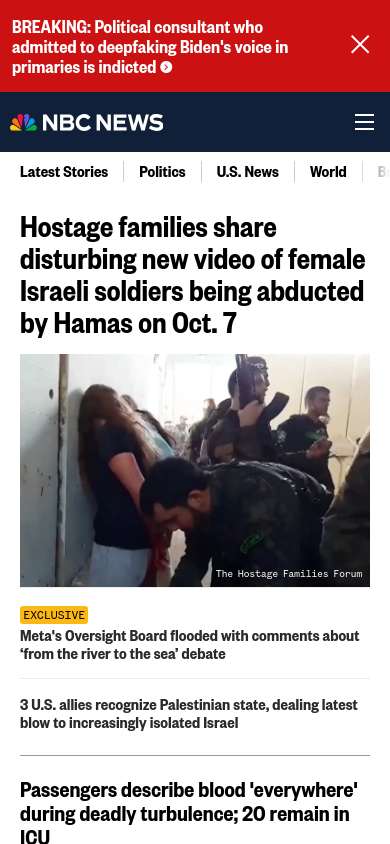 BREAKING: Political consultant who
admitted to deepfaking Biden's voice in
primaries is indicted
NBC NEWS
Latest Stories
Politics
U.S. News
World
Hostage families share
disturbing new video of female
Israeli soldiers being abducted
by Hamas on Oct. 7
The Hostage Families Forum
EXCLUSIVE
Meta's Oversight Board flooded with comments about
‘from the river to the sea’ debate
3 U.S. allies recognize Palestinian state, dealing latest
blow to increasingly isolated Israel
Passengers describe blood 'everywhere'
during deadly turbulence; 20 remain in
ICU